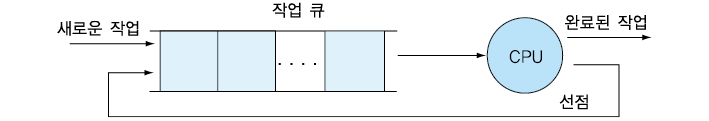 작업 큐
새로운 작업
완료된 작업
. . . .
CPU
선점